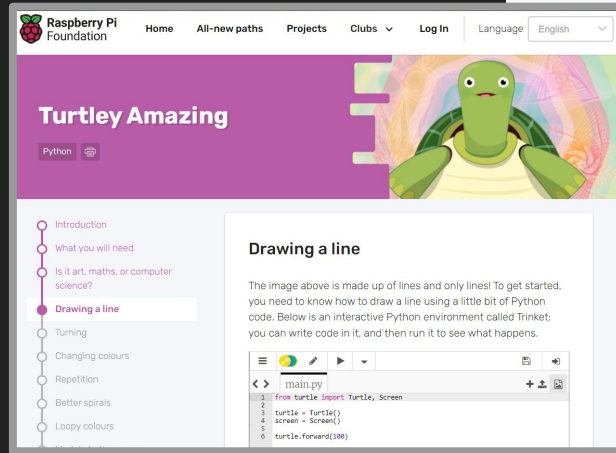 Raspberry Pi
Foundation
Home All-new paths Projects Clubs Log In Language English
Turtley Amazing
Python
Introduction
What you will need
Is it art, maths, or computer
science?
Drawing a line
Turning
Changing colours
Repetition
Better spirals
Loopy colours
Drawing a line
The image above is made up of lines and only lines! To get started,
you need to know how to draw a line using a little bit of Python
code. Below is an interactive Python environment called Trinket:
you can write code in it, and then run it to see what happens.
main.py
1 from turtle import Turtle, Screen
2
3 turtle = Turtle()
4 screen = Screen()
5
6 turtle.forward(100)